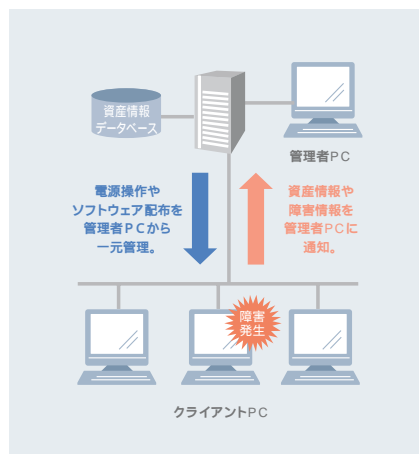 資産情報
データベース
管理者PC
電源操作や
ソフトウェア配布を
管理者PCから
一元管理。
資産情報や
障害情報を
管理者PCに
通知。
障害
発生
クライアントPC